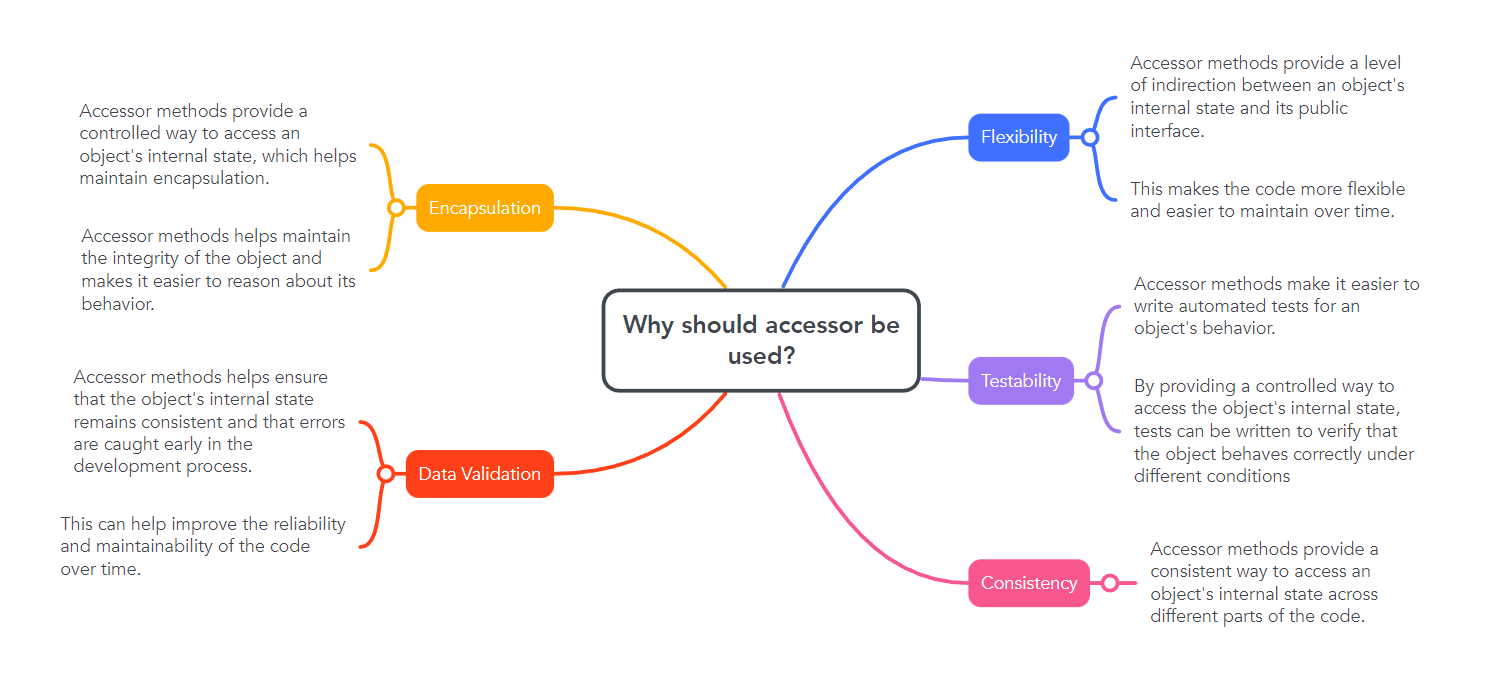 Why should accessor be
used?
Encapsulation
Accessor methods provide a
controlled way to access an
object's internal state, which helps
maintain encapsulation.
Accessor methods helps maintain
the integrity of the object and
makes it easier to reason about its
behavior.
Data Validation
Accessor methods helps ensure
that the object's internal state
remains consistent and that errors
are caught early in the
development process.
This can help improve the reliability
and maintainability of the code
over time.
Flexibility
Accessor methods provide a level
of indirection between an object's
internal state and its public
interface.
This makes the code more flexible
and easier to maintain over time.
Testability
Accessor methods make it easier to
write automated tests for an
object's behavior.
By providing a controlled way to
access the object's internal state,
tests can be written to verify that
the object behaves correctly under
different conditions
Consistency
Accessor methods provide a
consistent way to access an
object's internal state across
different parts of the code.